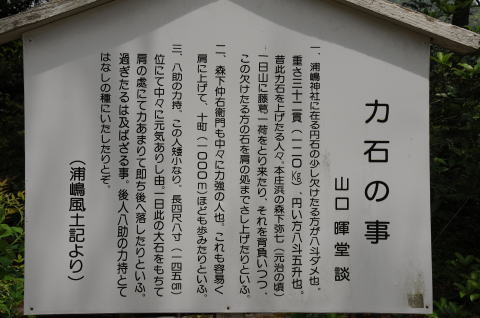 力石の事
山口暉堂 談
一、浦嶋神社に在る円石の少し欠けたる方が八斗ダメ也。
重さ三十二貫(一二〇㎏)、円い方八斗五升也。
昔此力石を上げたる人々。本庄浜の森下弥七(元治の頃)
一日山に藤葛一荷をとり来たり、それを背負いつつ、
この欠けたる方の石を肩の処までさし上げたりといふ。
二、森下仲右衛門も中々に力強の人也。これも容易く
肩に上げて、十町(一〇〇〇m)ほども歩みたりといふ。
三、八助の力持、この人矮小なり、長四尺八寸(一四五㎝)
位にて中々に元気ありし由、一日此の大石をもちて
肩の處にて力あまりて即ち後へ落したりといふ。
過ぎたるは及ばざる事。後人八助の力持とて
はなしの種にいたしたりとぞ。
(浦嶋風土記より)